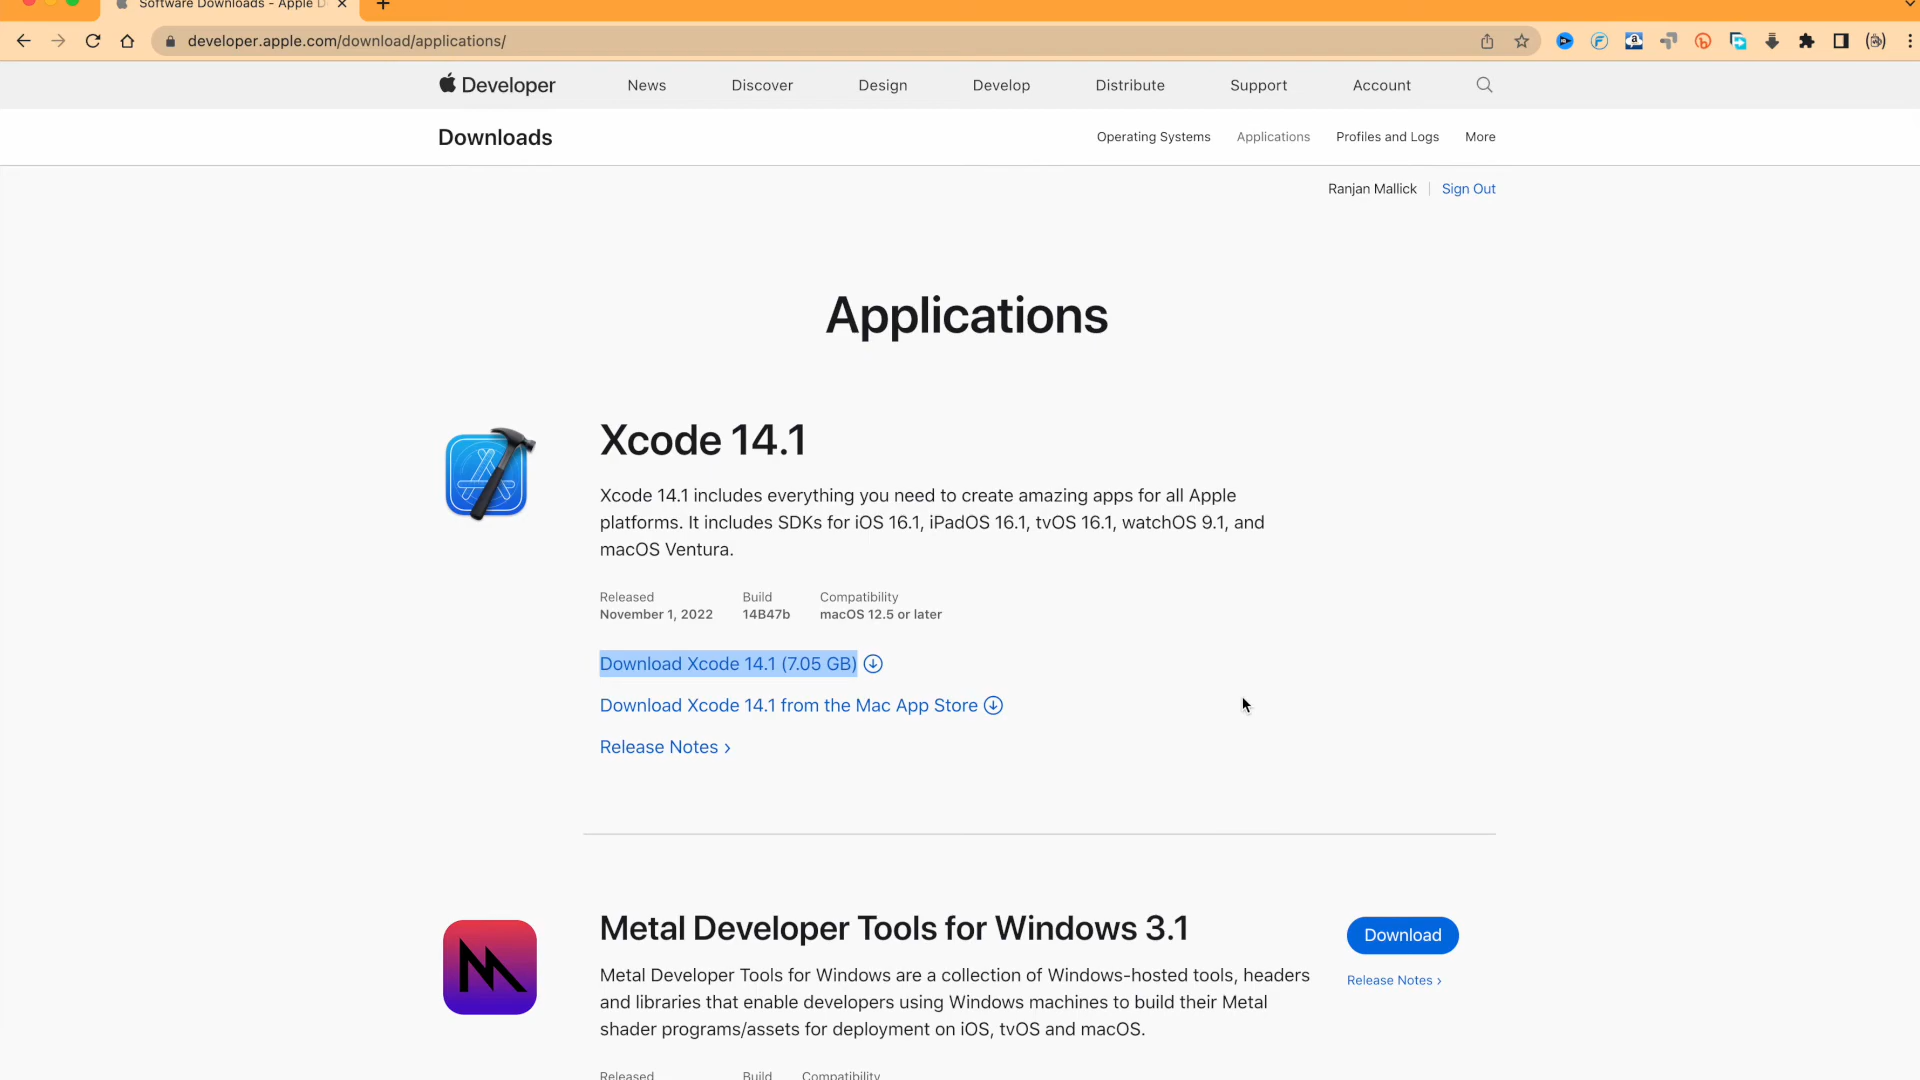 Software Downloads - Apple D
developer.apple.com/download/applications/
Developer
News
Discover
Design
Develop
Distribute
Support
Account
Downloads
Operating Systems
Applications
Profiles and Logs
More
Ranjan Mallick
Sign Out
Applications
Xcode 14.1
Xcode 14.1 includes everything you need to create amazing apps for all Apple
platforms. It includes SDKs for iOS 16.1, iPadOS 16.1, tvOS 16.1, watchOS 9.1, and
macOS Ventura.
Released
Build
Compatibility
November 1, 2022
14B47b
macOS 12.5 or later
Download Xcode 14.1 (7.05 GB)
Download Xcode 14.1 from the Mac App Store
Release Notes ›
Metal Developer Tools for Windows 3.1
Download
Metal Developer Tools for Windows are a collection of Windows-hosted tools, headers
and libraries that enable developers using Windows machines to build their Metal
shader programs/assets for deployment on iOS, tvOS and macOS.
Release Notes ›
Released
Build
Compatibility